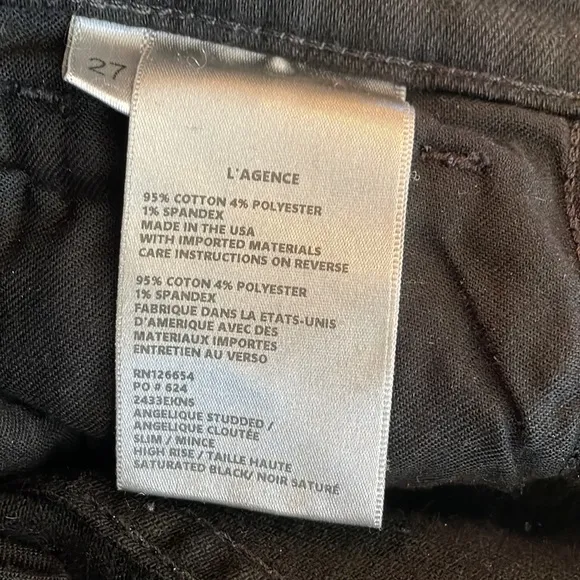 27
L'AGENCE
95% COTTON 4% POLYESTER
1% SPANDEX
MADE IN THE USA
WITH IMPORTED MATERIALS
CARE INSTRUCTIONS ON REVERSE
95% COTON 4% POLYESTER
1% SPANDEX
FABRIQUE DANS LA ETATS-UNIS
D'AMERIQUE AVEC DES
MATERIAUX IMPORTES
ENTRETIEN AU VERSO
RN126654
PO # 624
2433EKNS
ANGELIQUE STUDDED /
ANGELIQUE CLOUTÉE
SLIM / MINCE
HIGH RISE / TAILLE HAUTE
SATURATED BLACK/ NOIR SATURÉ